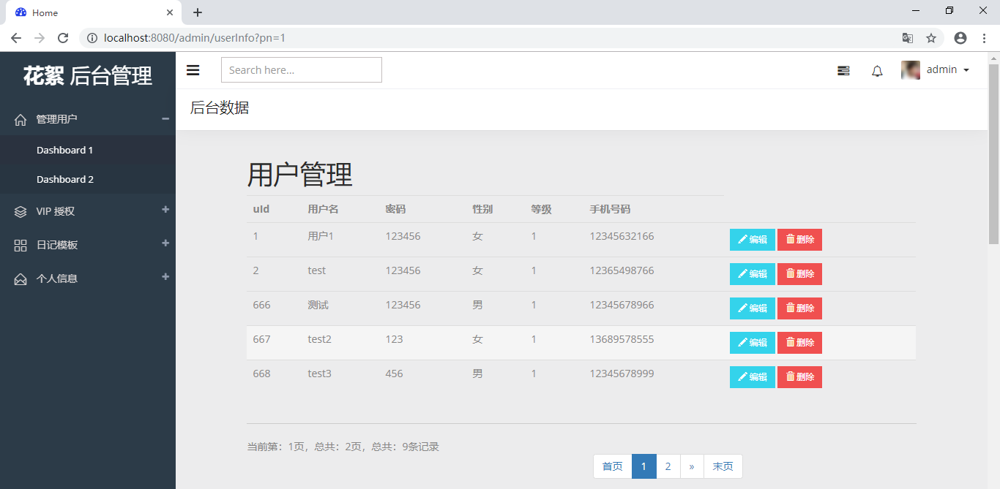 Home
localhost:8080/admin/userInfo?pn=1
花絮 后台管理
Search here...
admin
后台数据
管理用户
Dashboard 1
Dashboard 2
VIP 授权
日记模板
个人信息
用户管理
uId 用户名 密码 性别 等级 手机号码
1 用户1 123456 女 1 12345632166 编辑 删除
2 test 123456 女 1 12365498766 编辑 删除
666 测试 123456 男 1 12345678966 编辑 删除
667 test2 123 女 1 13689578555 编辑 删除
668 test3 456 男 1 12345678999 编辑 删除
当前第：1页，总共：2页，总共：9条记录
首页 1 2 » 末页